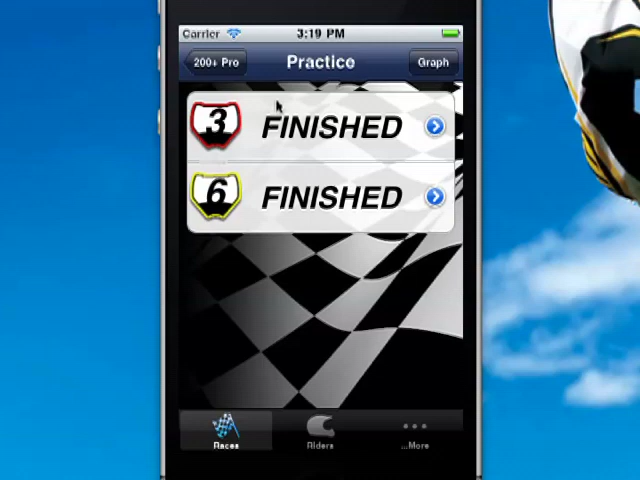 Carrier 3:19 PM
200+ Pro Practice Graph
3 FINISHED
6 FINISHED
Races Riders ...More